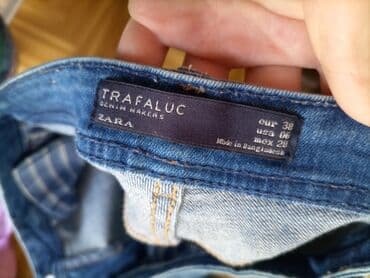 TRAFALUC
DENIM MAKERS
ZARA
eur 38
usa 06
mex 28
Made in Bangladesh